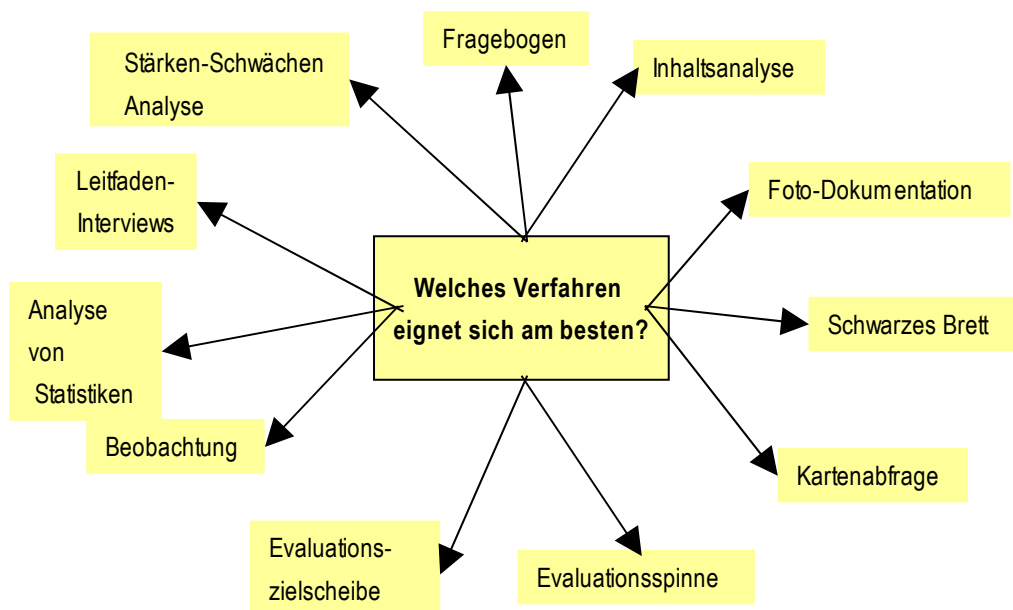 Fragebogen
Stärken-Schwächen
Analyse
Inhaltsanalyse
Leitfaden-
Interviews
Foto-Dokumentation
Welches Verfahren
eignet sich am besten?
Analyse
von
Statistiken
Schwarzes Brett
Beobachtung
Kartenabfrage
Evaluations-
zielscheibe
Evaluationsspinne